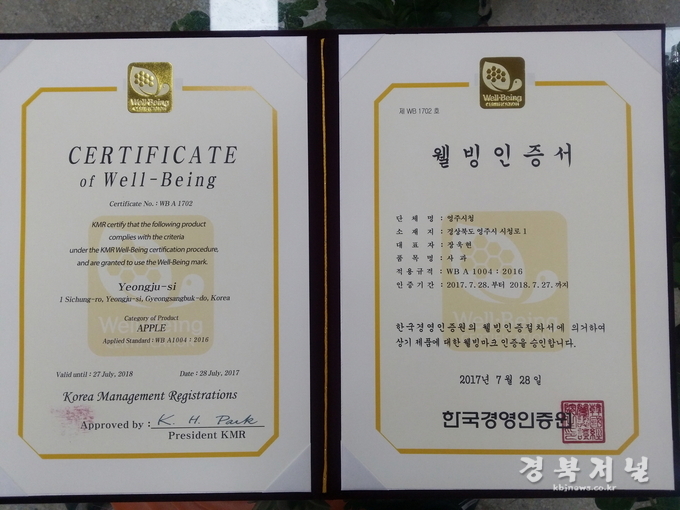 Well-Being
CERTIFICATE
of Well-Being
Certificate No. : WB A 1702
KMR certify that the following product
complies with the criteria
under the KMR Well-Being certification procedure,
and are granted to use the Well-Being mark.
Yeongju-si
1 Sichung-ro, Yeongju-si, Gyeongsangbuk-do, Korea
Category of Product
APPLE
Applied Standard : WB A1004 : 2016
Valid until : 27 July, 2018
Date : 28 July, 2017
Korea Management Registrations
Approved by : K. H. Park
President KMR
Well-Being
제 WB 1702 호
웰빙인증서
단 체 명 : 영주시청
소 재 지 : 경상북도 영주시 시청로 1
대 표 자 : 장욱현
품 목 명 : 사과
적용규격 : WB A 1004 : 2016
인증기간 : 2017. 7. 28. 부터 2018. 7. 27. 까지
Well-Being
한국경영인증원의 웰빙인증절차서에 의거하여
상기 제품에 대한 웰빙마크 인증을 승인합니다.
2017년 7월 28일
한국경영인증원
경북저널
kbjnews.co.kr